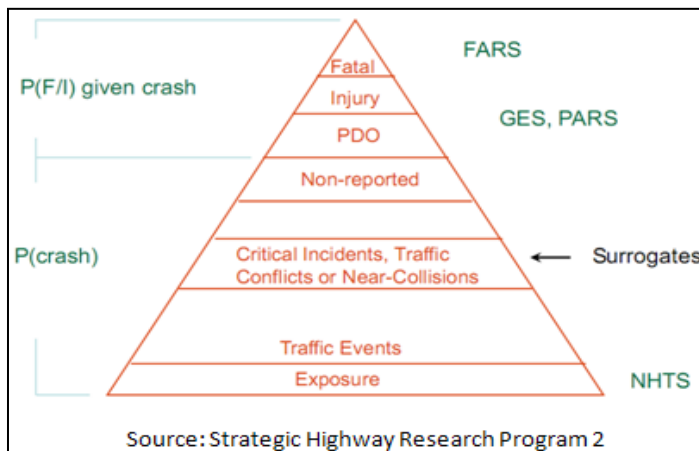 FARS
Fatal
P(F/I) given crash
Injury
GES, PARS
PDO
Non-reported
P(crash)
Critical Incidents, Traffic
Conflicts or Near-Collisions
Surrogates
Traffic Events
Exposure
NHTS
Source: Strategic Highway Research Program 2